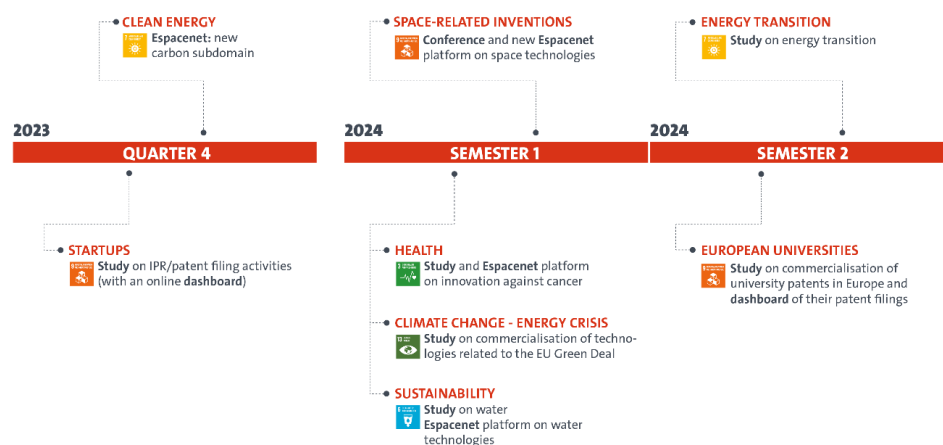 CLEAN ENERGY
Espacenet: new
carbon subdomain
SPACE-RELATED INVENTIONS
Conference and new Espacenet
platform on space technologies
ENERGY TRANSITION
Study on energy transition
2023
2024
2024
QUARTER 4
SEMESTER 1
SEMESTER 2
STARTUPS
Study on IPR/patent filing activities
(with an online dashboard)
HEALTH
Study and Espacenet platform
on innovation against cancer
CLIMATE CHANGE - ENERGY CRISIS
Study on commercialisation of techno-
logies related to the EU Green Deal
SUSTAINABILITY
Study on water
Espacenet platform on water
technologies
EUROPEAN UNIVERSITIES
Study on commercialisation of
university patents in Europe and
dashboard of their patent filings